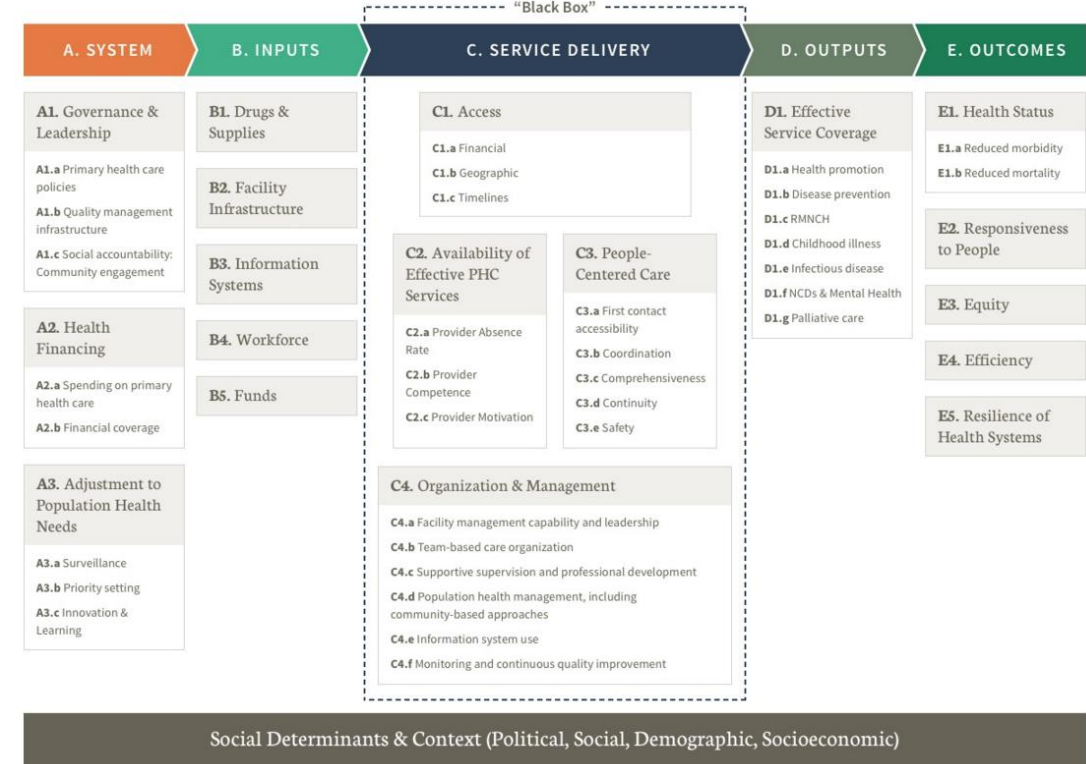 “Black Box”
A. SYSTEM
B. INPUTS
C. SERVICE DELIVERY
D. OUTPUTS
E. OUTCOMES
A1. Governance &
Leadership
A1.a Primary health care
policies
A1.b Quality management
infrastructure
A1.c Social accountability:
Community engagement
A2. Health
Financing
A2.a Spending on primary
health care
A2.b Financial coverage
A3. Adjustment to
Population Health
Needs
A3.a Surveillance
A3.b Priority setting
A3.c Innovation &
Learning
B1. Drugs &
Supplies
B2. Facility
Infrastructure
B3. Information
Systems
B4. Workforce
B5. Funds
C1. Access
C1.a Financial
C1.b Geographic
C1.c Timelines
C2. Availability of
Effective PHC
Services
C2.a Provider Absence
Rate
C2.b Provider
Competence
C2.c Provider Motivation
C3. People-
Centered Care
C3.a First contact
accessibility
C3.b Coordination
C3.c Comprehensiveness
C3.d Continuity
C3.e Safety
C4. Organization & Management
C4.a Facility management capability and leadership
C4.b Team-based care organization
C4.c Supportive supervision and professional development
C4.d Population health management, including
community-based approaches
C4.e Information system use
C4.f Monitoring and continuous quality improvement
D1. Effective
Service Coverage
D1.a Health promotion
D1.b Disease prevention
D1.c RMNCH
D1.d Childhood illness
D1.e Infectious disease
D1.f NCDs & Mental Health
D1.g Palliative care
E1. Health Status
E1.a Reduced morbidity
E1.b Reduced mortality
E2. Responsiveness
to People
E3. Equity
E4. Efficiency
E5. Resilience of
Health Systems
Social Determinants & Context (Political, Social, Demographic, Socioeconomic)